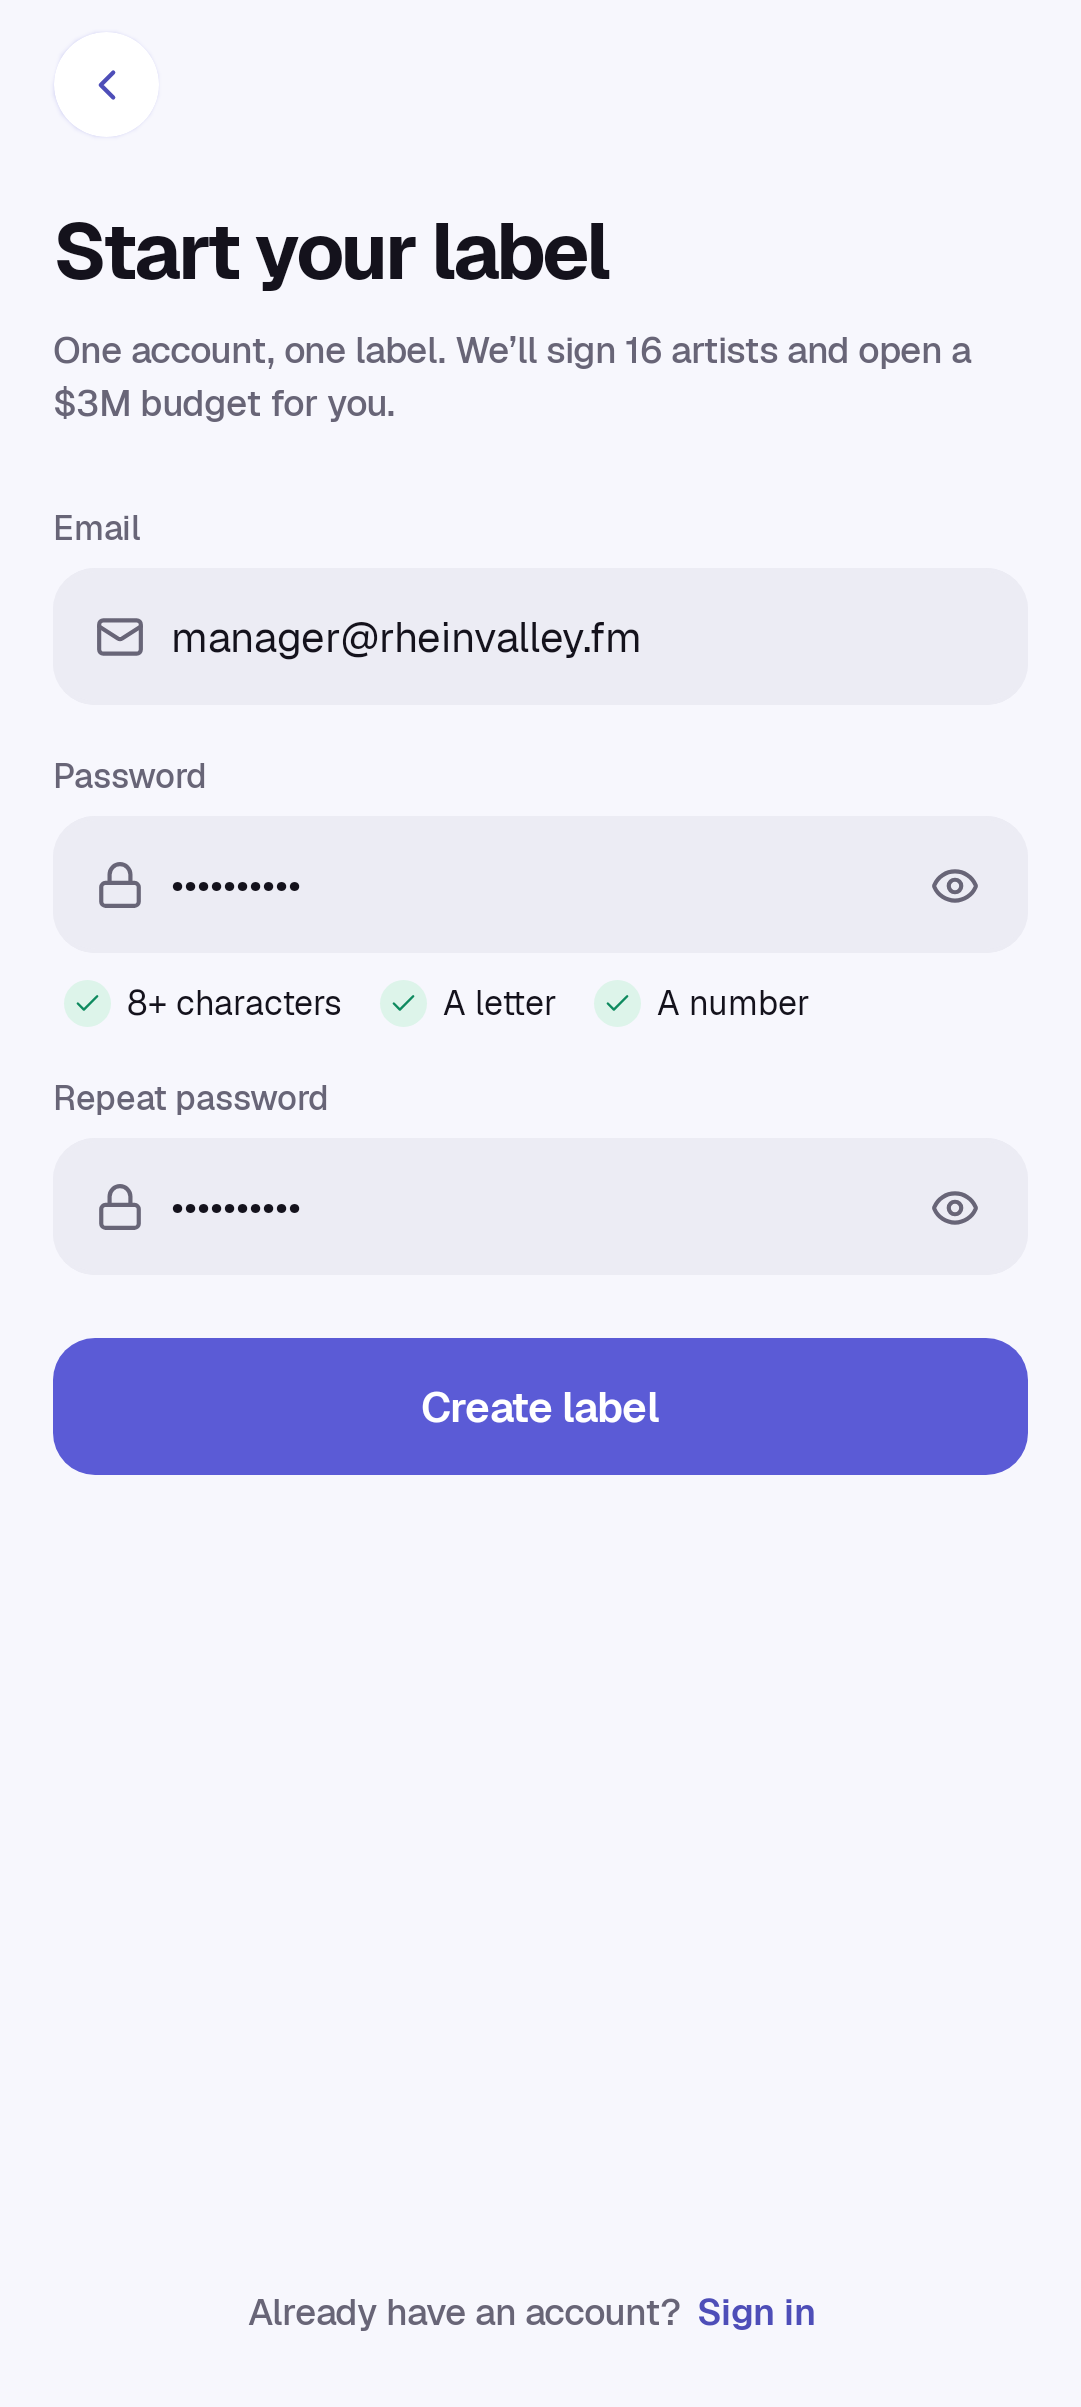 Start your label
One account, one label. We’ll sign 16 artists and open a
$3M budget for you.
Email
manager@rheinvalley.fm
Password
••••••••••
8+ characters A letter A number
Repeat password
••••••••••
Create label
Already have an account? Sign in